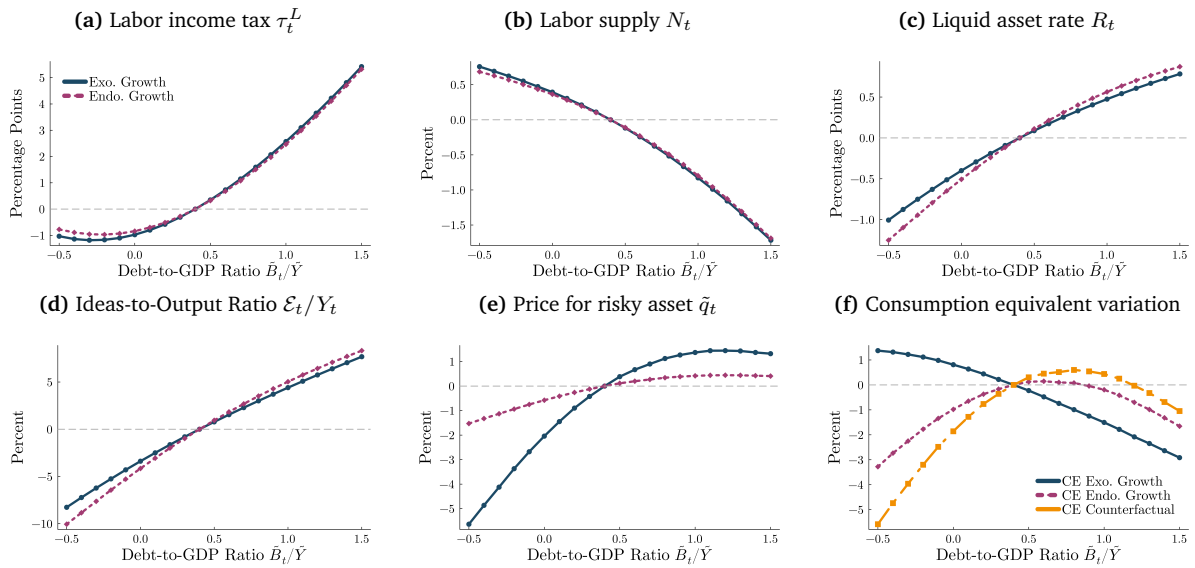 (a) Labor income tax τ_t^L
Percentage Points
5
4
3
2
1
0
−1
Exo. Growth
Endo. Growth
−0.5 0.0 0.5 1.0 1.5
Debt-to-GDP Ratio B̃_t/Ỹ
(b) Labor supply N_t
Percent
0.5
0.0
−0.5
−1.0
−1.5
−0.5 0.0 0.5 1.0 1.5
Debt-to-GDP Ratio B̃_t/Ỹ
(c) Liquid asset rate R_t
Percentage Points
0.5
0.0
−0.5
−1.0
−0.5 0.0 0.5 1.0 1.5
Debt-to-GDP Ratio B̃_t/Ỹ
(d) Ideas-to-Output Ratio ℰ_t/Y_t
Percent
5
0
−5
−10
−0.5 0.0 0.5 1.0 1.5
Debt-to-GDP Ratio B̃_t/Ỹ
(e) Price for risky asset q̃_t
Percent
1
0
−1
−2
−3
−4
−5
−0.5 0.0 0.5 1.0 1.5
Debt-to-GDP Ratio B̃_t/Ỹ
(f) Consumption equivalent variation
Percent
1
0
−1
−2
−3
−4
−5
CE Exo. Growth
CE Endo. Growth
CE Counterfactual
−0.5 0.0 0.5 1.0 1.5
Debt-to-GDP Ratio B̃_t/Ỹ